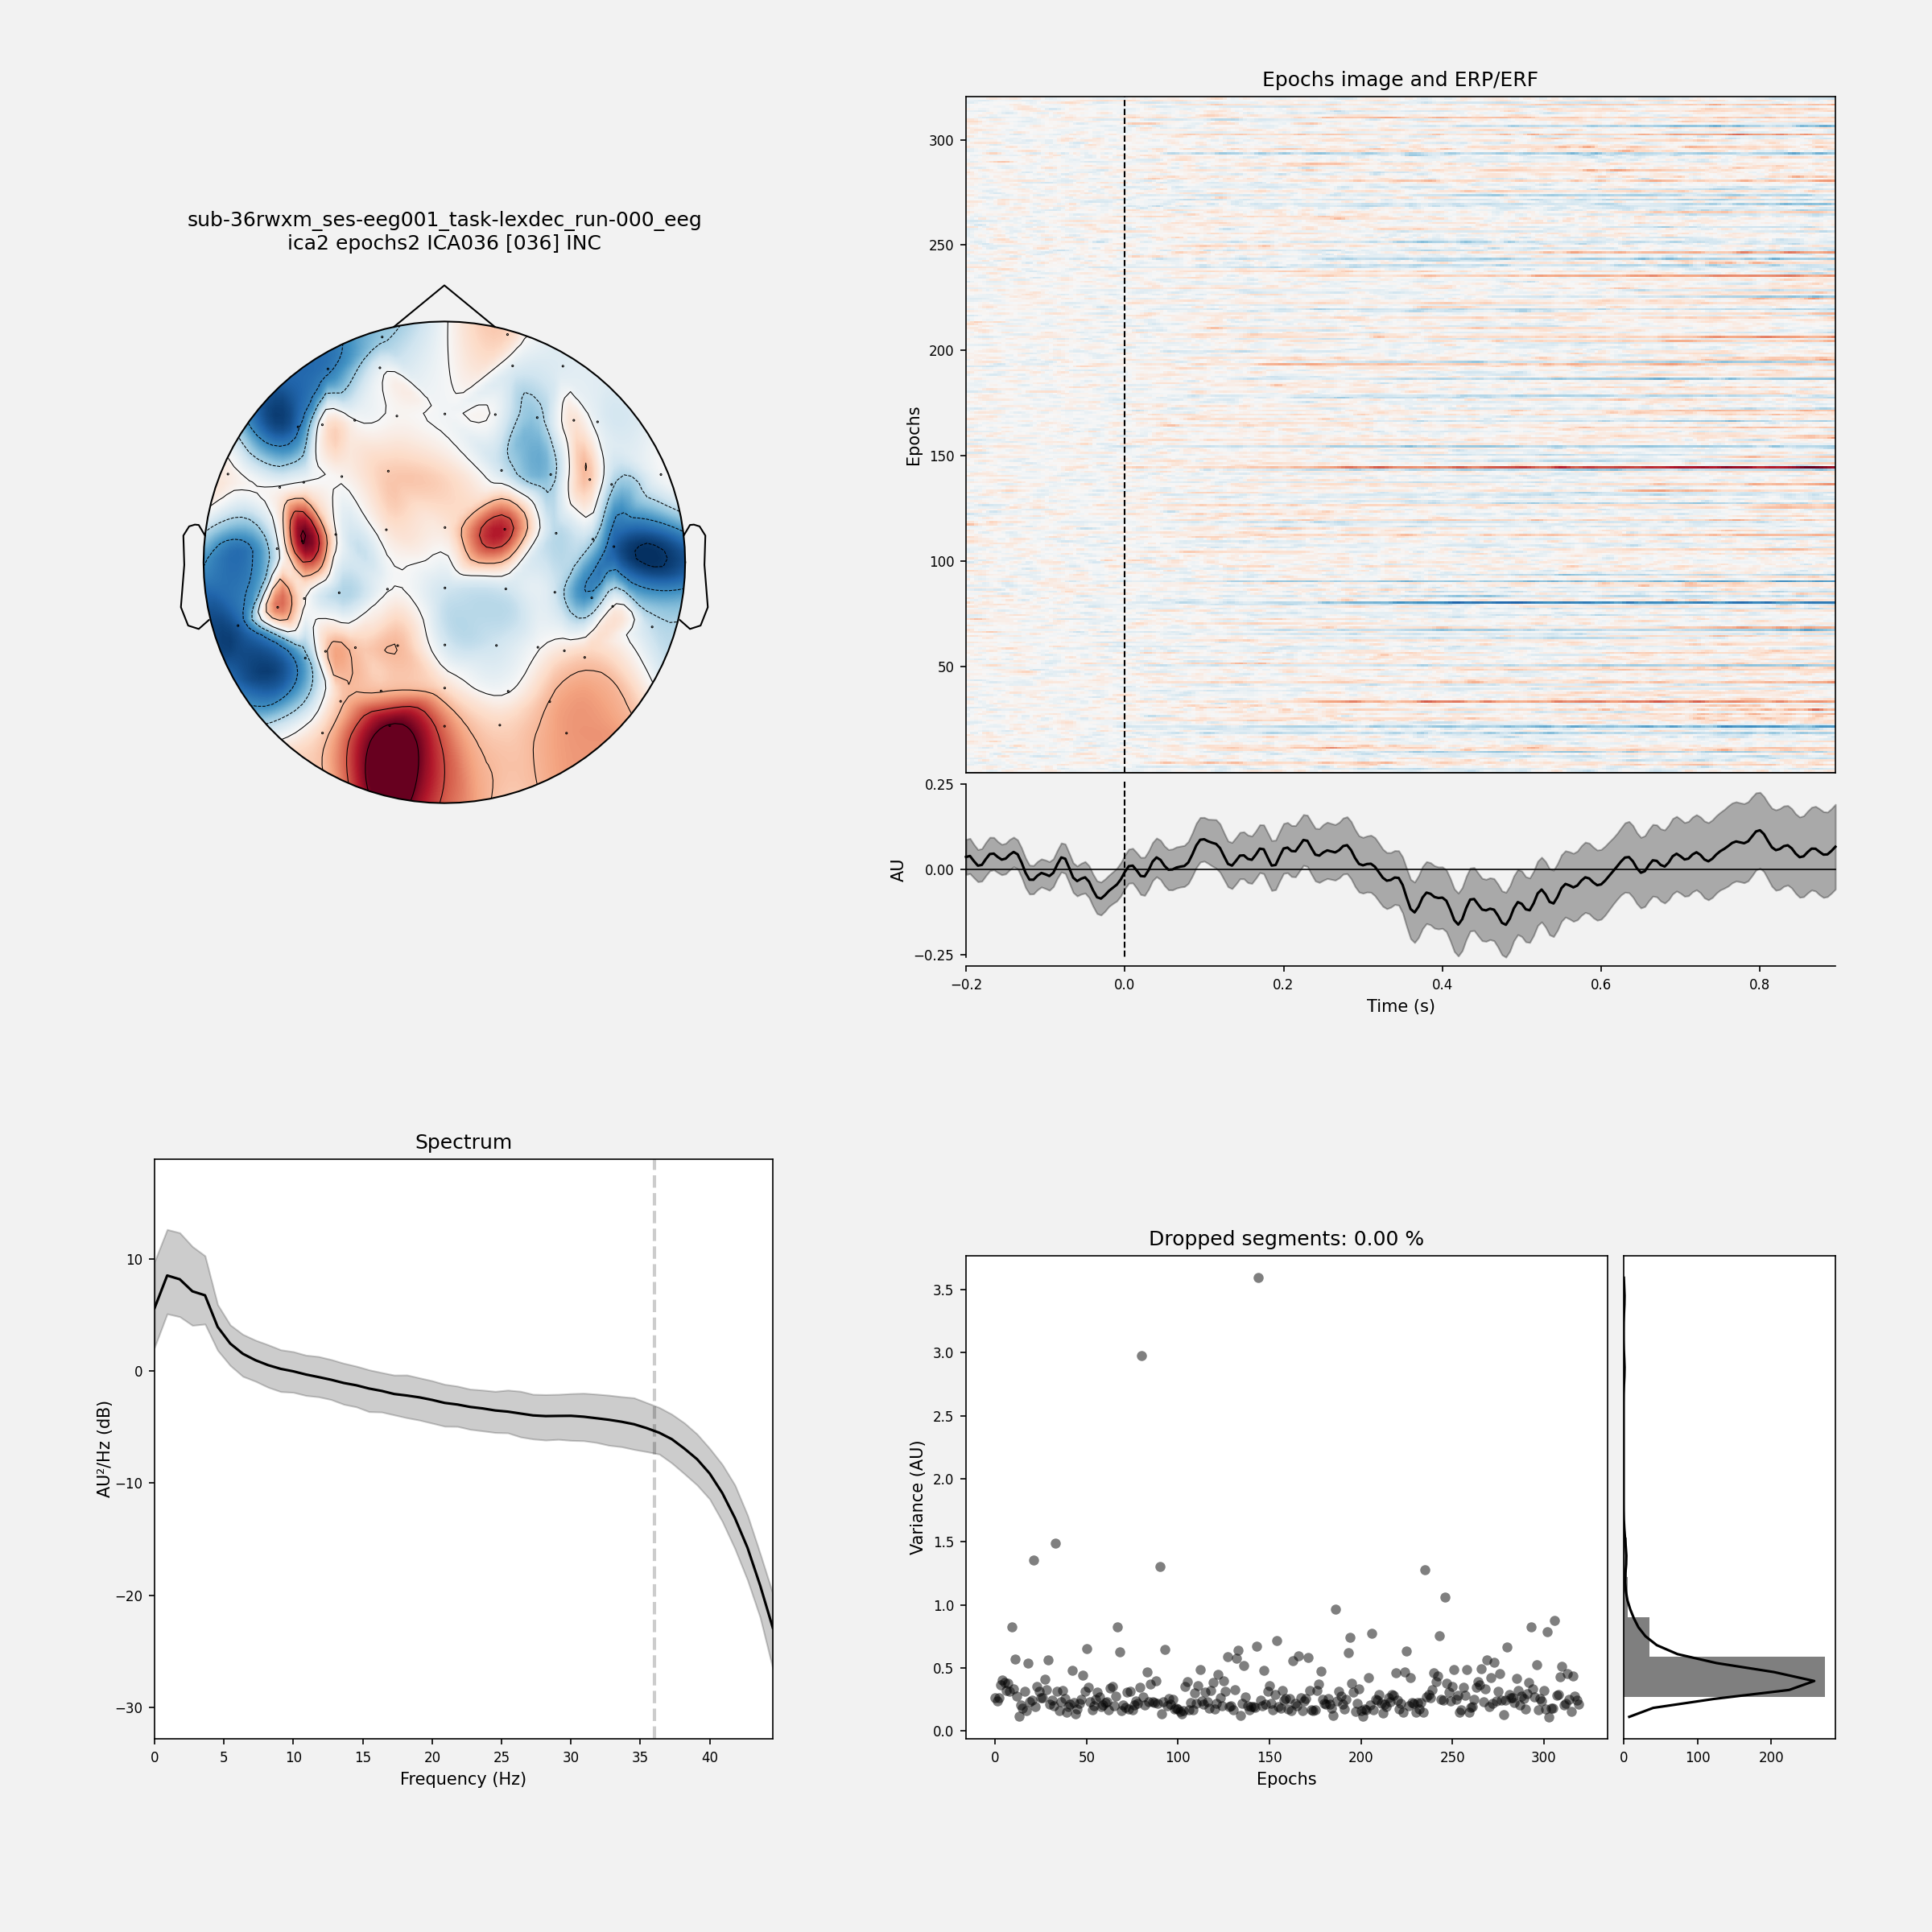 sub-36rwxm_ses-eeg001_task-lexdec_run-000_eeg
ica2 epochs2 ICA036 [036] INC
Epochs image and ERP/ERF
300
250
200
150
100
50
Epochs
0.25
0.00
−0.25
AU
−0.2 0.0 0.2 0.4 0.6 0.8
Time (s)
Spectrum
10
0
−10
−20
−30
AU²/Hz (dB)
0 5 10 15 20 25 30 35 40
Frequency (Hz)
Dropped segments: 0.00 %
3.5
3.0
2.5
2.0
1.5
1.0
0.5
0.0
Variance (AU)
0 50 100 150 200 250 300
Epochs
0 100 200